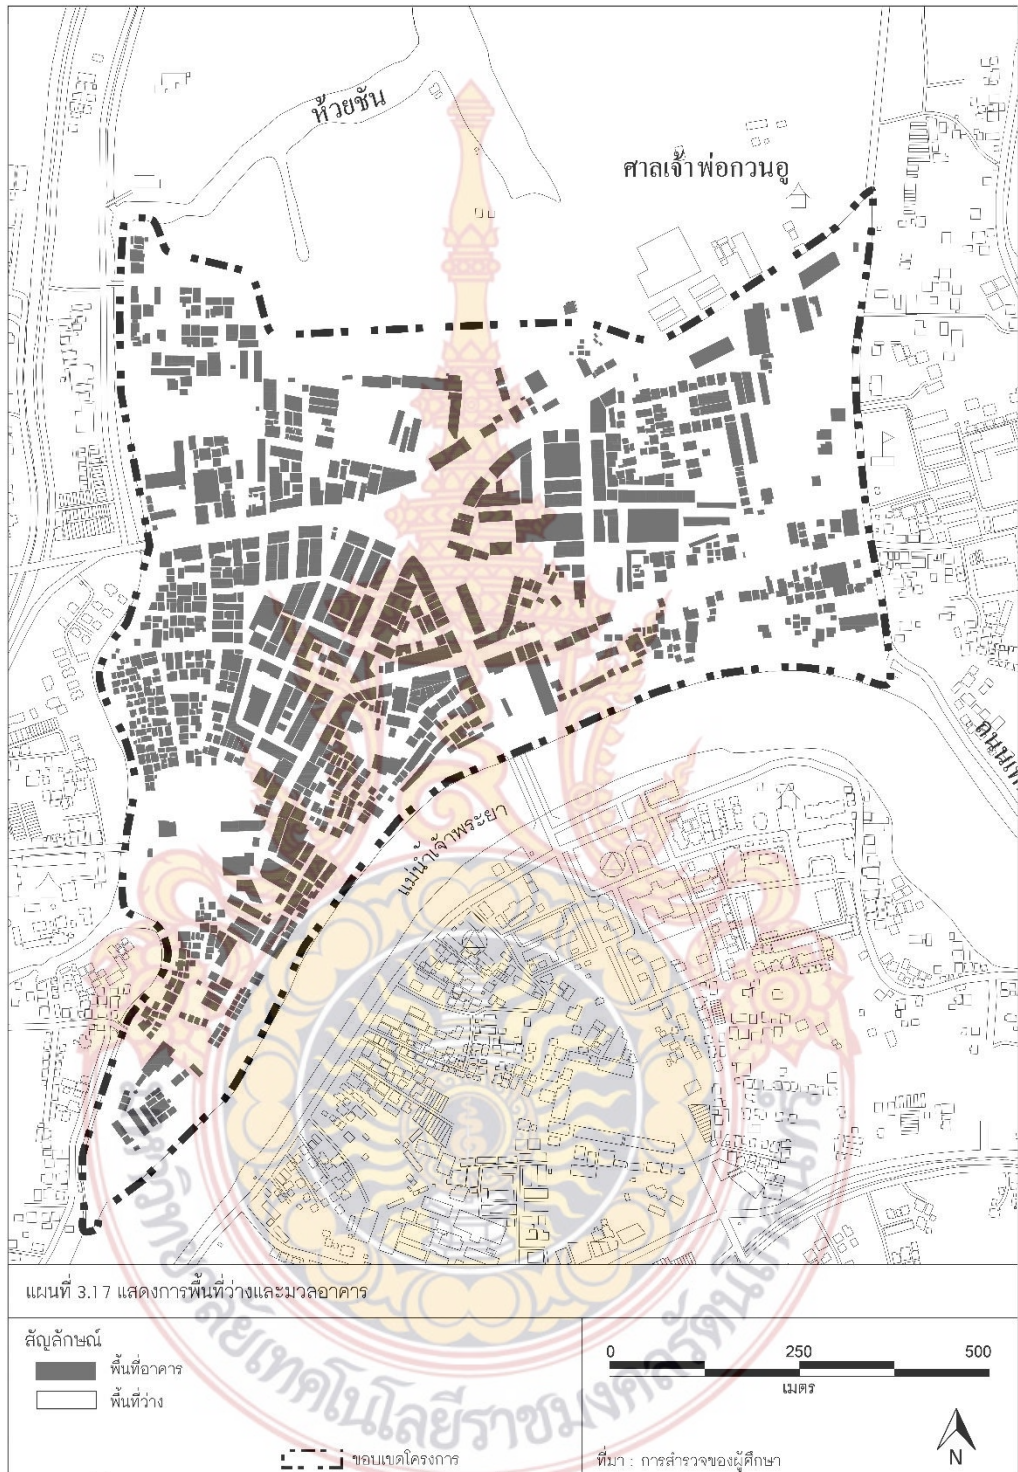 ห้วยชัน
ศาลเจ้าพ่อกวนอู
แม่น้ำเจ้าพระยา
แผนที่ 3.17 แสดงการพื้นที่ว่างและมวลอาคาร
สัญลักษณ์
พื้นที่อาคาร
พื้นที่ว่าง
ขอบเขตโครงการ
0 250 500
เมตร
ที่มา : การสำรวจของผู้ศึกษา
N